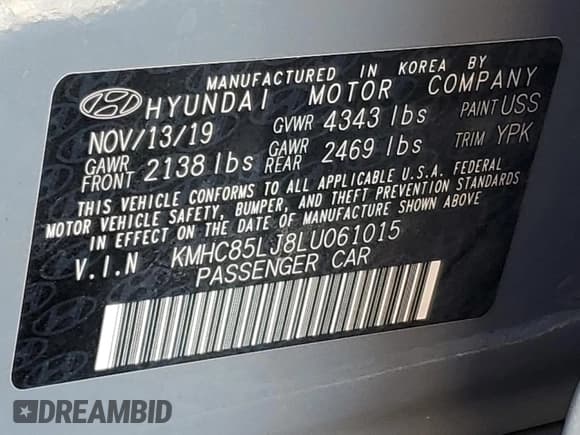 MANUFACTURED IN KOREA BY
HYUNDAI MOTOR COMPANY
NOV/13/19 GVWR 4343 lbs PAINT USS
GAWR FRONT 2138 lbs GAWR REAR 2469 lbs TRIM YPK
THIS VEHICLE CONFORMS TO ALL APPLICABLE U.S.A. FEDERAL
MOTOR VEHICLE SAFETY, BUMPER, AND THEFT PREVENTION STANDARDS
IN EFFECT ON THE DATE OF MANUFACTURE SHOWN ABOVE
V.I.N KMHC85LJ8LU061015
PASSENGER CAR
DREAMBID